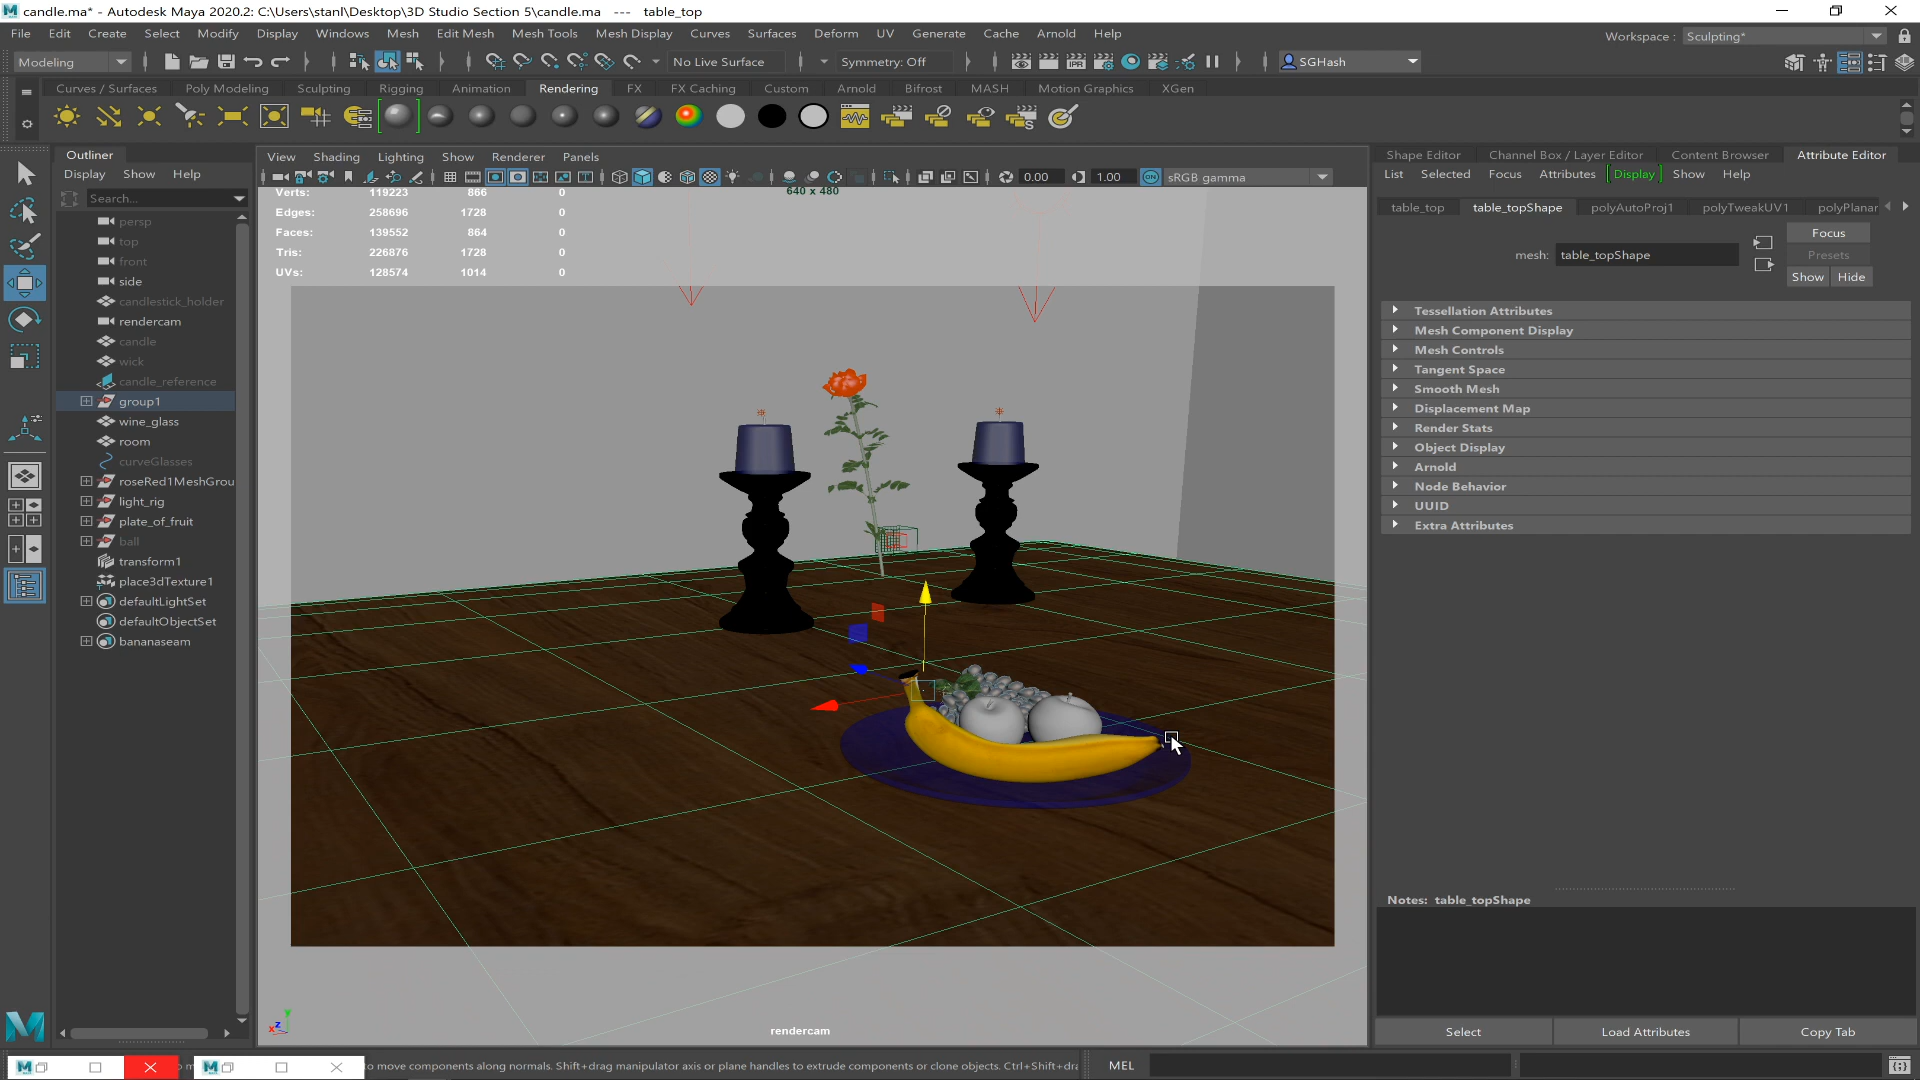 candle.ma* - Autodesk Maya 2020.2: C:\Users\stanl\Desktop\3D Studio Section 5\candle.ma --- table_top
File Edit Create Select Modify Display Windows Mesh Edit Mesh Mesh Tools Mesh Display Curves Surfaces Deform UV Generate Cache Arnold Help
Workspace : Sculpting*
Modeling
No Live Surface
Symmetry: Off
SGHash
Curves / Surfaces Poly Modeling Sculpting Rigging Animation Rendering FX FX Caching Custom Arnold Bifrost MASH Motion Graphics XGen
IPR
Outliner
Display Show Help
Search...
persp
top
front
side
candlestick_holder
rendercam
candle
wick
candle_reference
group1
wine_glass
room
curveGlasses
roseRed1MeshGrou
light_rig
plate_of_fruit
ball
transform1
place3dTexture1
defaultLightSet
defaultObjectSet
bananaseam
View Shading Lighting Show Renderer Panels
0.00 1.00 ON sRGB gamma
Verts: 119223 866 0
Edges: 258696 1728 0
Faces: 139552 864 0
Tris: 226876 1728 0
UVs: 128574 1014 0
640 x 480
rendercam
y
z
x
Shape Editor Channel Box / Layer Editor Content Browser Attribute Editor
List Selected Focus Attributes Display Show Help
table_top table_topShape polyAutoProj1 polyTweakUV1 polyPlanar
mesh: table_topShape
Focus
Presets
Show Hide
Tessellation Attributes
Mesh Component Display
Mesh Controls
Tangent Space
Smooth Mesh
Displacement Map
Render Stats
Object Display
Arnold
Node Behavior
UUID
Extra Attributes
Notes: table_topShape
Select Load Attributes Copy Tab
to move components along normals. Shift+drag manipulator axis or plane handles to extrude components or clone objects. Ctrl+Shift+dra
MEL